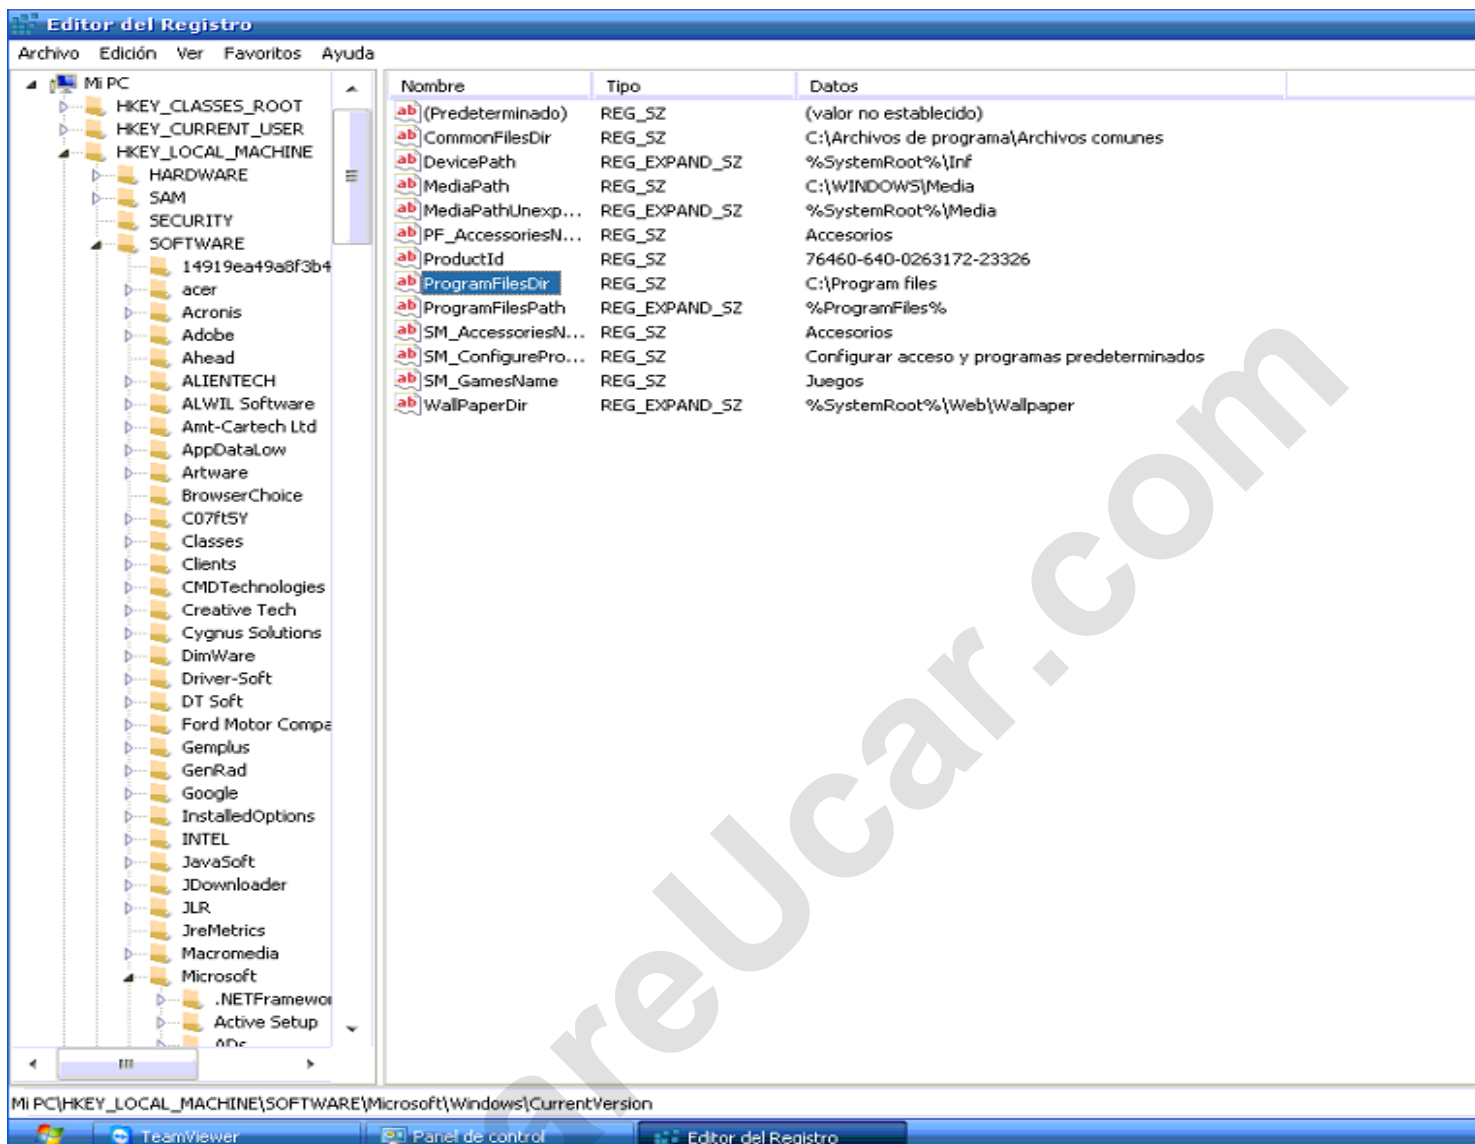 Editor del Registro
Archivo Edición Ver Favoritos Ayuda
Mi PC
HKEY_CLASSES_ROOT
HKEY_CURRENT_USER
HKEY_LOCAL_MACHINE
HARDWARE
SAM
SECURITY
SOFTWARE
14919ea49a8f3b4
acer
Acronis
Adobe
Ahead
ALIENTECH
ALWIL Software
Amt-Cartech Ltd
AppDataLow
Artware
BrowserChoice
C07ft5Y
Classes
Clients
CMDTechnologies
Creative Tech
Cygnus Solutions
DimWare
Driver-Soft
DT Soft
Ford Motor Compa
Gemplus
GenRad
Google
InstalledOptions
INTEL
JavaSoft
JDownloader
JLR
JreMetrics
Macromedia
Microsoft
.NETFramewor
Active Setup
ADs
Nombre Tipo Datos
(Predeterminado) REG_SZ (valor no establecido)
CommonFilesDir REG_SZ C:\Archivos de programa\Archivos comunes
DevicePath REG_EXPAND_SZ %SystemRoot%\Inf
MediaPath REG_SZ C:\WINDOWS\Media
MediaPathUnexp... REG_EXPAND_SZ %SystemRoot%\Media
PF_AccessoriesN... REG_SZ Accesorios
ProductId REG_SZ 76460-640-0263172-23326
ProgramFilesDir REG_SZ C:\Program files
ProgramFilesPath REG_EXPAND_SZ %ProgramFiles%
SM_AccessoriesN... REG_SZ Accesorios
SM_ConfigurePro... REG_SZ Configurar acceso y programas predeterminados
SM_GamesName REG_SZ Juegos
WallPaperDir REG_EXPAND_SZ %SystemRoot%\Web\Wallpaper
areUcar.com
Mi PC\HKEY_LOCAL_MACHINE\SOFTWARE\Microsoft\Windows\CurrentVersion
TeamViewer Panel de control Editor del Registro